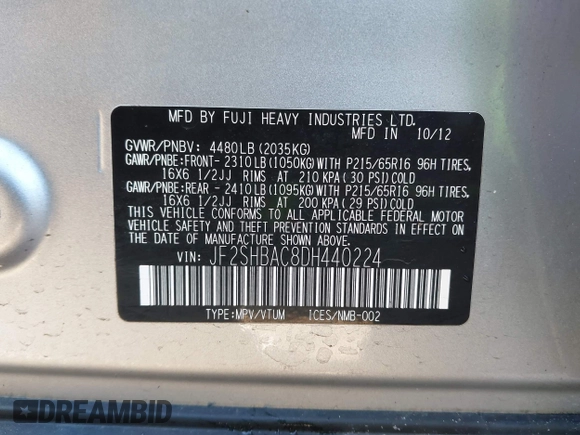 MFD BY FUJI HEAVY INDUSTRIES LTD.
10/12
GVWR/PNBV: 4480LB(2035KG)
GAWR/PNBE:FRONT- 2310LB(1050KG)WITH P215/65R16 96H TIRES,
16X6 1/2JJ RIMS AT 210 KPA( 30 PSI)COLD
GAWR/PNBE:REAR - 2410LB(1095KG)WITH P215/65R16 96H TIRES,
16X6 1/2JJ RIMS AT 200 KPA( 29 PSI)COLD
THIS VEHICLE CONFORMS TO ALL APPLICABLE FEDERAL MOTOR
VEHICLE SAFETY AND THEFT PREVENTION STANDARDS IN EFFECT
ON THE DATE OF MANUFACTURE SHOWN ABOVE.
VIN: JF2SHBAC8DH440224
TYPE:MPV/VTUM ICES/NMB-002
DREAMBID